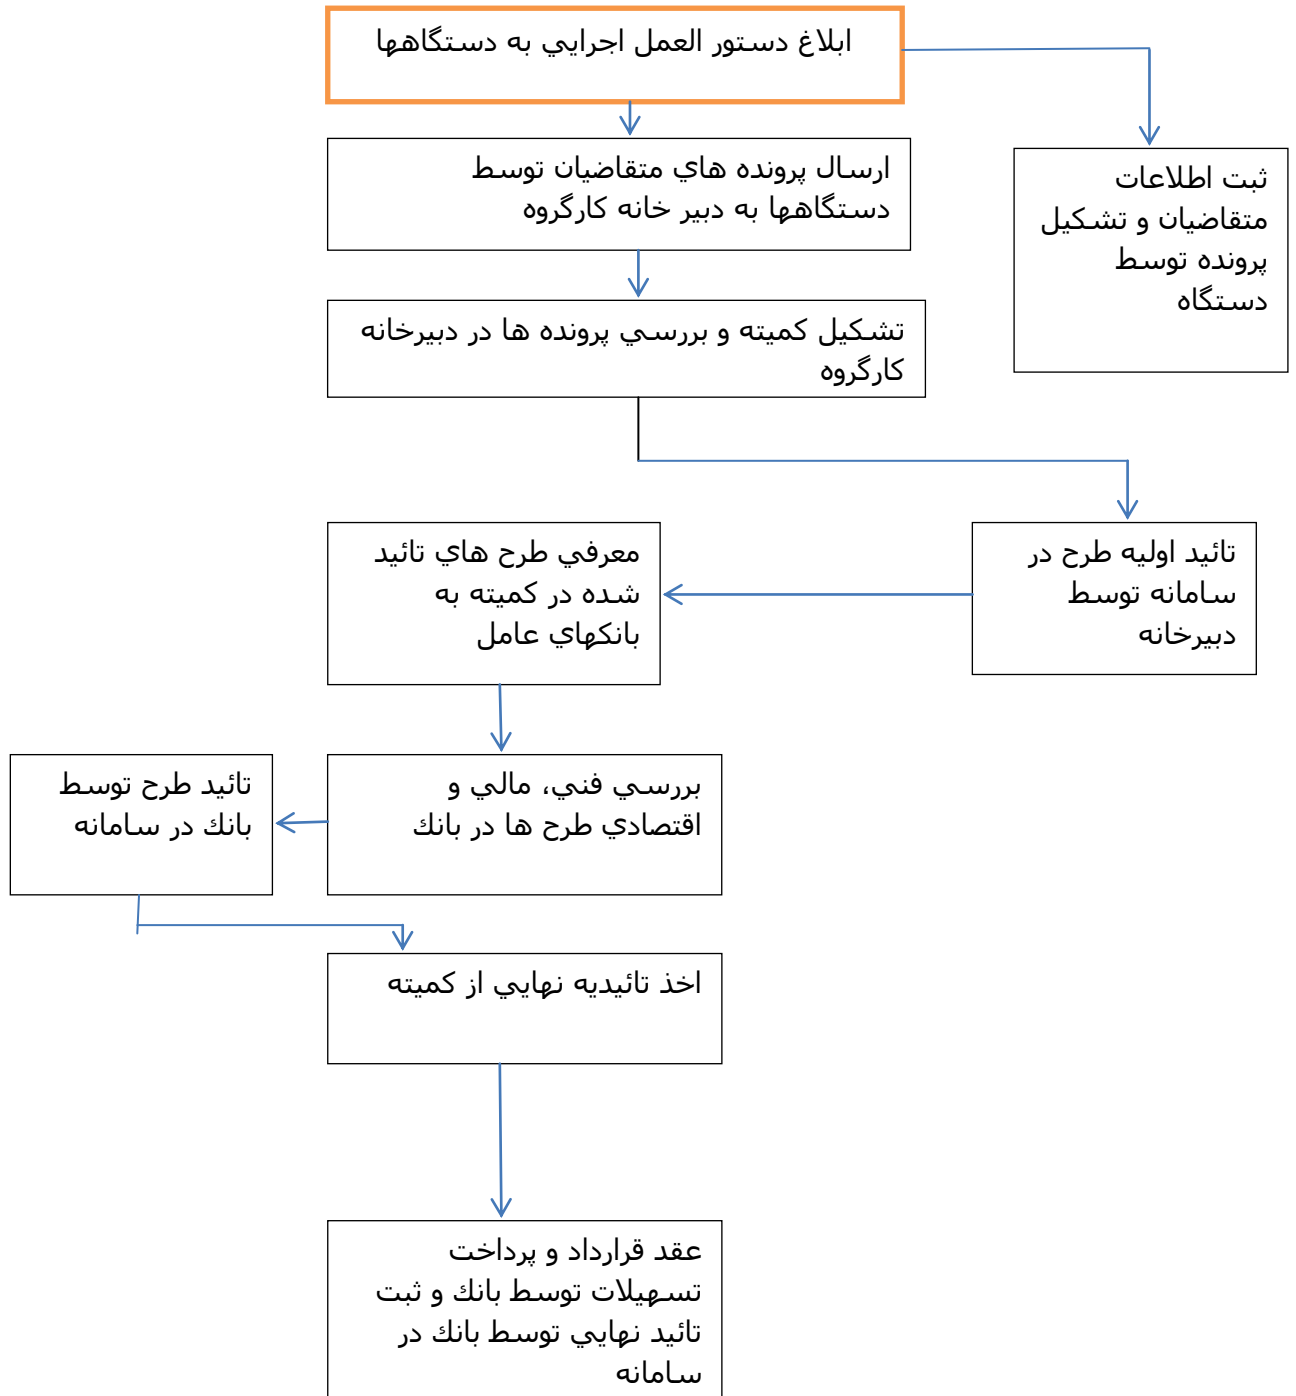 ابلاغ دستور العمل اجرايي به دستگاهها
ارسال پرونده هاي متقاضيان توسط
دستگاهها به دبير خانه كارگروه
ثبت اطلاعات
متقاضيان و تشكيل
پرونده توسط
دستگاه
تشكيل كميته و بررسي پرونده ها در دبيرخانه
كارگروه
تائيد اوليه طرح در
سامانه توسط
دبيرخانه
معرفي طرح هاي تائيد
شده در كميته به
بانكهاي عامل
بررسي فني، مالي و
اقتصادي طرح ها در بانك
تائيد طرح توسط
بانك در سامانه
اخذ تائيديه نهايي از كميته
عقد قرارداد و پرداخت
تسهيلات توسط بانك و ثبت
تائيد نهايي توسط بانك در
سامانه